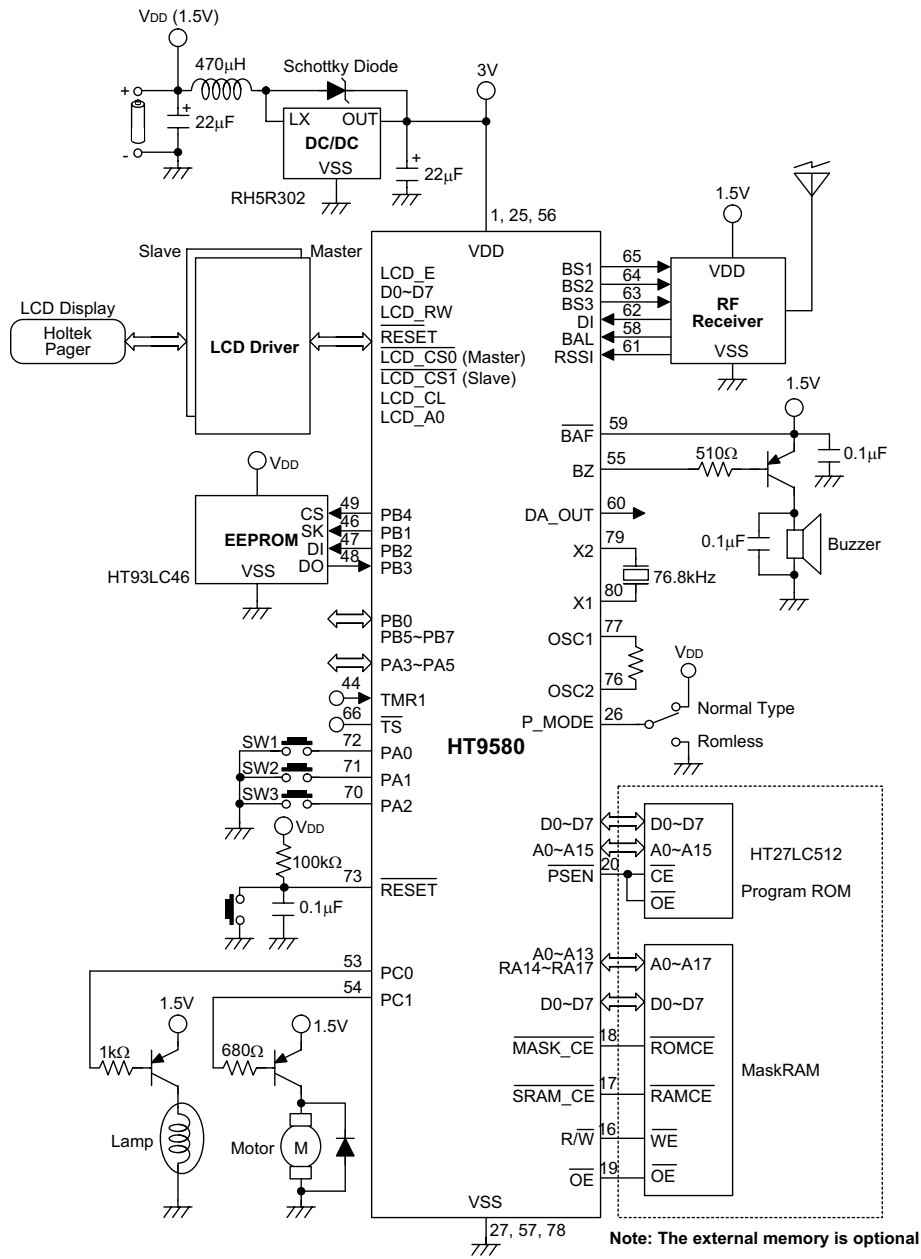 VDD (1.5V)
470µH
Schottky Diode
3V
+
-
+
22µF
LX OUT
DC/DC
VSS
RH5R302
+
22µF
1, 25, 56
VDD
1.5V
Slave
Master
LCD Display
Holtek
Pager
LCD Driver
LCD_E
D0~D7
LCD_RW
RESET
LCD_CS0 (Master)
LCD_CS1 (Slave)
LCD_CL
LCD_A0
BS1 65
BS2 64
BS3 63
DI 62
BAL 58
RSSI 61
VDD
RF
Receiver
VSS
1.5V
BAF 59
0.1µF
BZ 55
510Ω
DA_OUT 60
0.1µF
Buzzer
X2 79
76.8kHz
X1 80
OSC1 77
OSC2 76
VDD
P_MODE 26
Normal Type
Romless
VDD
CS 49 PB4
SK 46 PB1
DI 47 PB2
DO 48 PB3
EEPROM
VSS
HT93LC46
PB0
PB5~PB7
PA3~PA5
44 TMR1
66 TS
SW1 72 PA0
SW2 71 PA1
SW3 70 PA2
HT9580
VDD
100kΩ
73 RESET
0.1µF
53 PC0
54 PC1
1.5V
1kΩ
Lamp
1.5V
680Ω
Motor
M
D0~D7 D0~D7
A0~A15 A0~A15
PSEN 20 CE
OE
HT27LC512
Program ROM
A0~A13
RA14~RA17
A0~A17
D0~D7 D0~D7
MASK_CE 18 ROMCE
SRAM_CE 17 RAMCE
R/W 16 WE
OE 19 OE
MaskRAM
VSS
27, 57, 78
Note: The external memory is optional